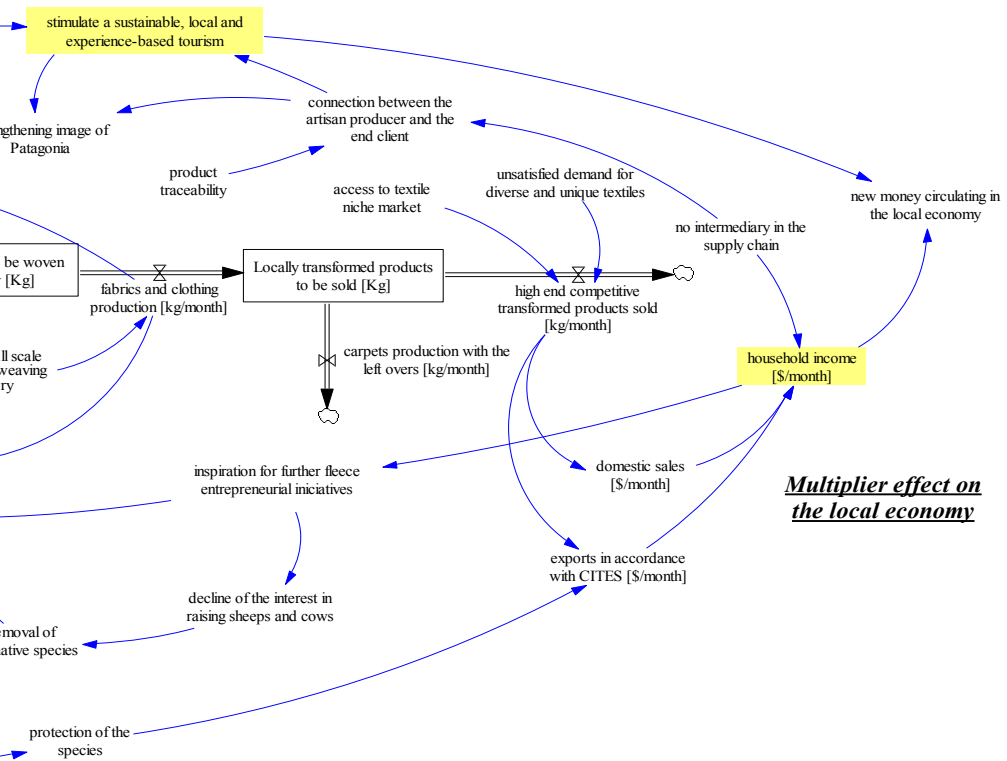 stimulate a sustainable, local and
experience-based tourism
connection between the
artisan producer and the
end client
image of
Patagonia
product
traceability
access to textile
niche market
unsatisfied demand for
diverse and unique textiles
new money circulating in
the local economy
no intermediary in the
supply chain
be woven
[Kg]
Locally transformed products
to be sold [Kg]
fabrics and clothing
production [kg/month]
high end competitive
transformed products sold
[kg/month]
scale
weaving
carpets production with the
left overs [kg/month]
household income
[$/month]
domestic sales
[$/month]
inspiration for further fleece
entrepreneurial iniciatives
Multiplier effect on
the local economy
exports in accordance
with CITES [$/month]
decline of the interest in
raising sheeps and cows
of
species
protection of the
species